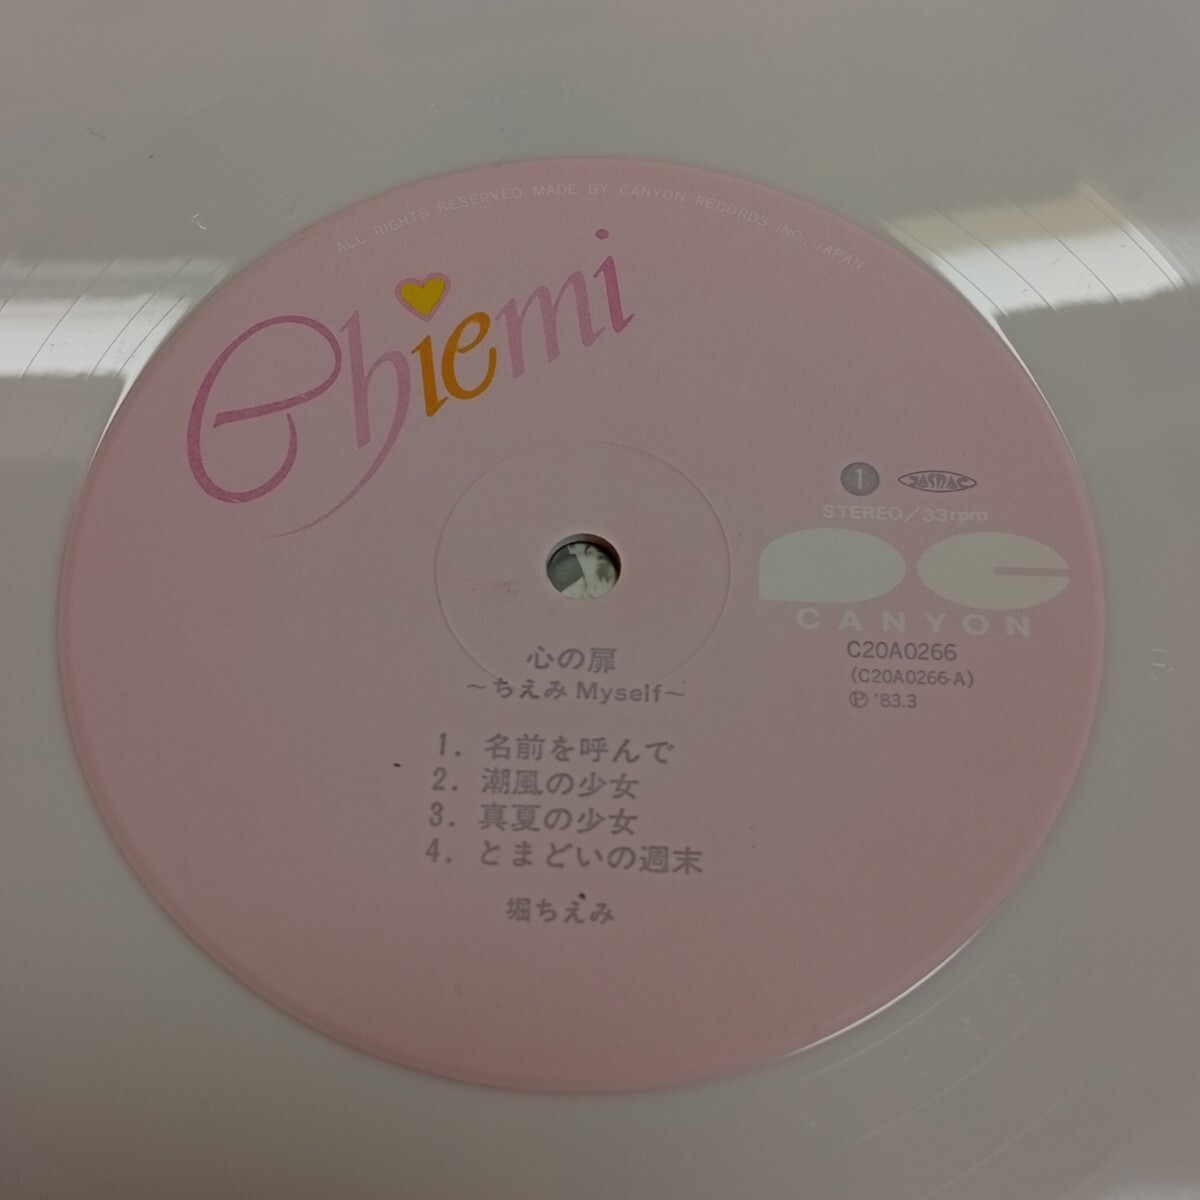 ALL RIGHTS RESERVED MADE BY CANYON RECORDS INC. JAPAN
Chiemi
1 JASRAC
STEREO/33rpm
CANYON
C20A0266
(C20A0266-A)
Ⓟ '83.3
心の扉
〜ちえみ Myself〜
1. 名前を呼んで
2. 潮風の少女
3. 真夏の少女
4. とまどいの週末
堀ちえみ